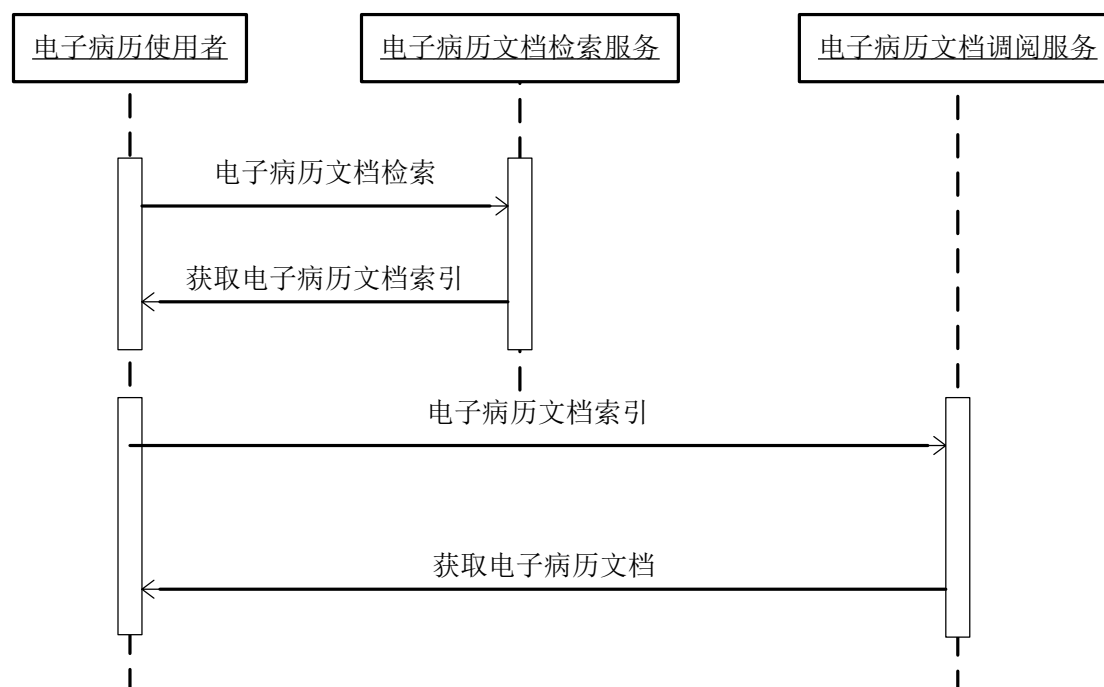 电子病历使用者
电子病历文档检索服务
电子病历文档调阅服务
电子病历文档检索
获取电子病历文档索引
电子病历文档索引
获取电子病历文档